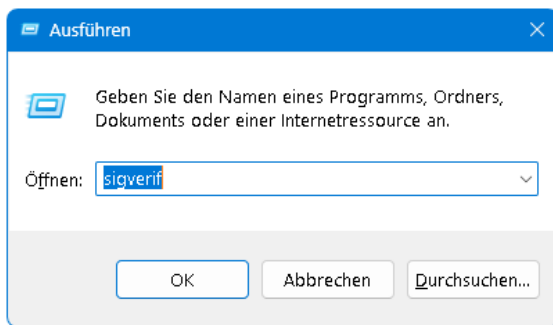 Ausführen
Geben Sie den Namen eines Programms, Ordners,
Dokuments oder einer Internetressource an.
Öffnen: sigverif
OK Abbrechen Durchsuchen...